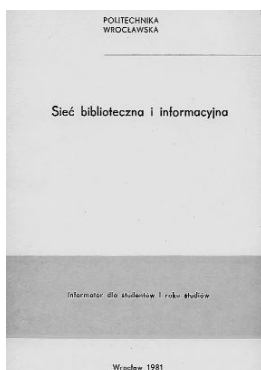 POLITECHNIKA
WROCŁAWSKA
Sieć biblioteczna i informacyjna
Informator dla studentów I roku studiów
Wrocław 1981